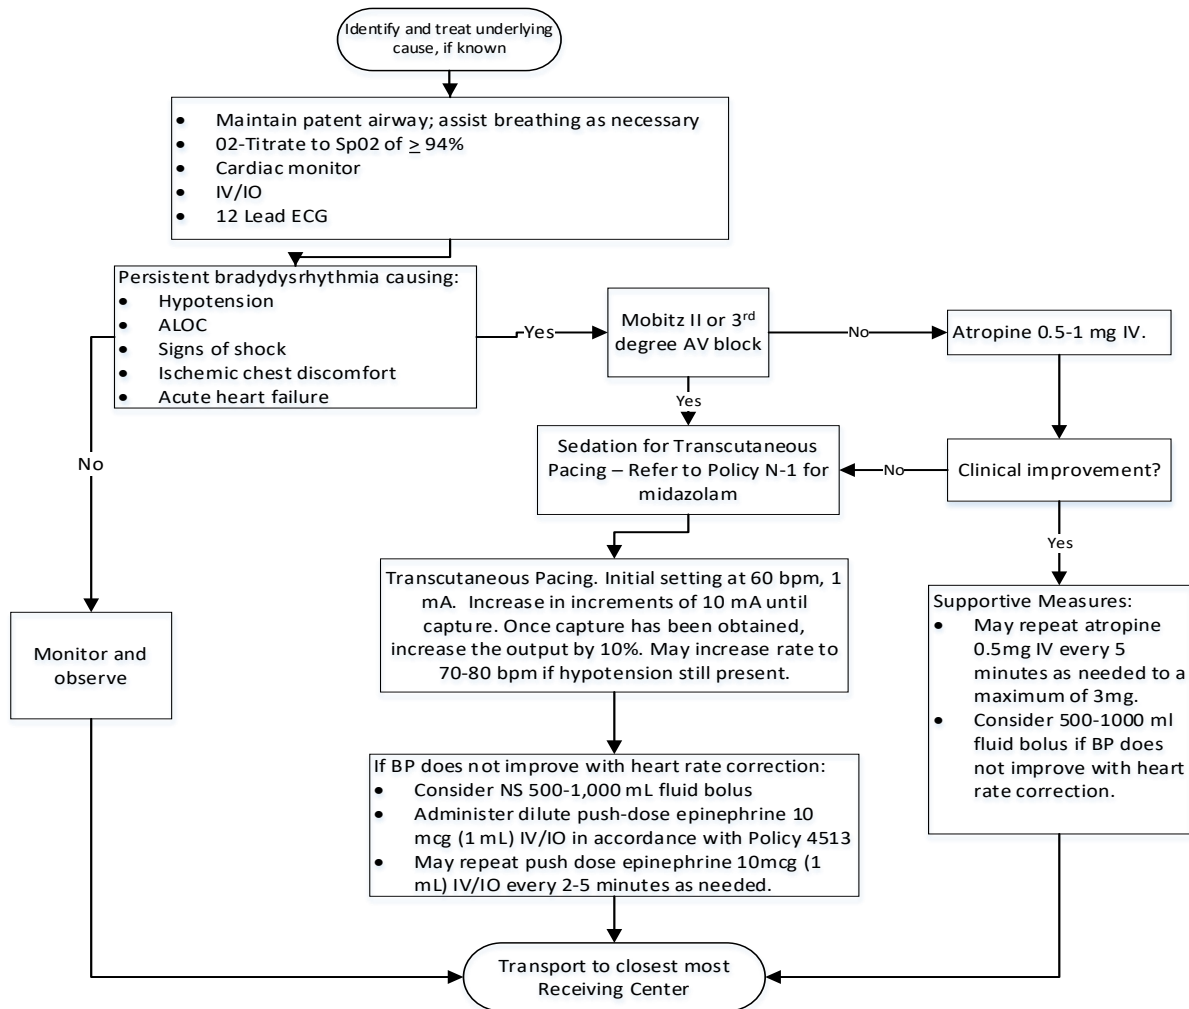 Identify and treat underlying
cause, if known
• Maintain patent airway; assist breathing as necessary
• 02-Titrate to Sp02 of ≥ 94%
• Cardiac monitor
• IV/IO
• 12 Lead ECG
Persistent bradydysrhythmia causing:
• Hypotension
• ALOC
• Signs of shock
• Ischemic chest discomfort
• Acute heart failure
Yes
Mobitz II or 3rd
degree AV block
No
Atropine 0.5-1 mg IV.
Yes
No
Sedation for Transcutaneous
Pacing – Refer to Policy N-1 for
midazolam
No
Clinical improvement?
Yes
Transcutaneous Pacing. Initial setting at 60 bpm, 1
mA.  Increase in increments of 10 mA until
capture. Once capture has been obtained,
increase the output by 10%. May increase rate to
70-80 bpm if hypotension still present.
Monitor and
observe
Supportive Measures:
• May repeat atropine
0.5mg IV every 5
minutes as needed to a
maximum of 3mg.
• Consider 500-1000 ml
fluid bolus if BP does
not improve with heart
rate correction.
If BP does not improve with heart rate correction:
• Consider NS 500-1,000 mL fluid bolus
• Administer dilute push-dose epinephrine 10
mcg (1 mL) IV/IO in accordance with Policy 4513
• May repeat push dose epinephrine 10mcg (1
mL) IV/IO every 2-5 minutes as needed.
Transport to closest most
Receiving Center